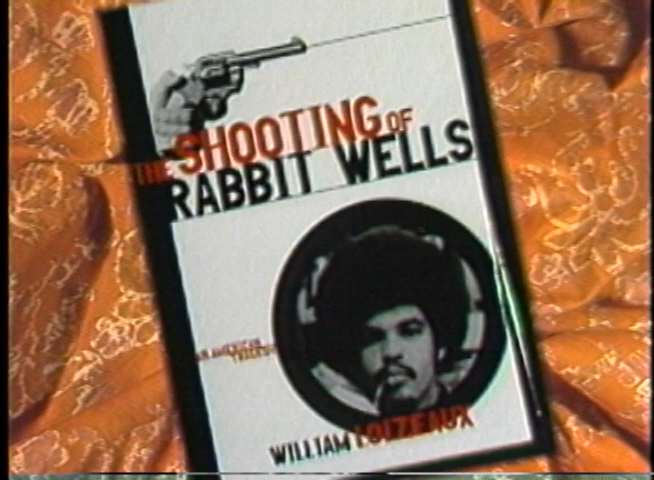 THE SHOOTING OF
RABBIT WELLS
AN AMERICAN
TRAGEDY
WILLIAM LOIZEAUX